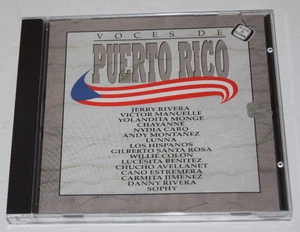 VOCES DE
PUERTO RICO
JERRY RIVERA
VICTOR MANUELLE
YOLANDITA MONGE
CHAYANNE
NYDIA CARO
ANDY MONTAÑEZ
LUNNA
LOS HISPANOS
GILBERTO SANTA ROSA
WILLIE COLON
LUCESITA BENITEZ
CHUCHO AVELLANET
CANO ESTREMERA
CARMITA JIMENEZ
DANNY RIVERA
SOPHY